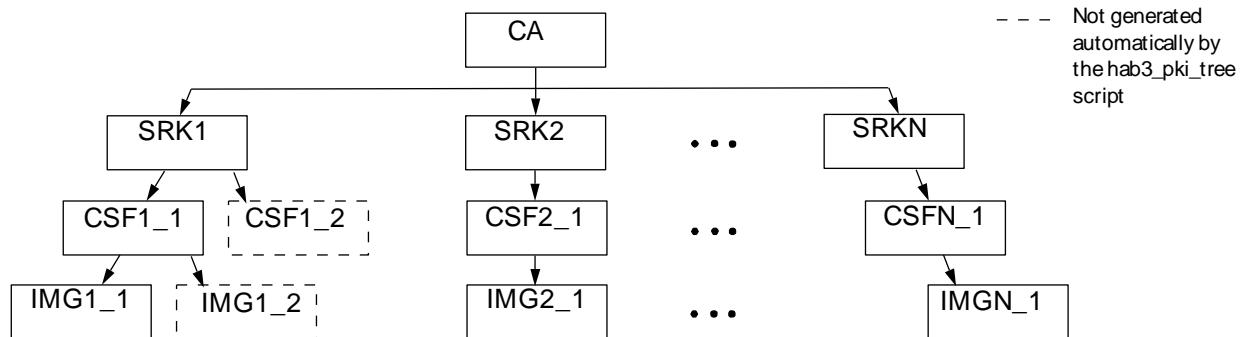 CA
Not generated
automatically by
the hab3_pki_tree
script
SRK1
SRK2
SRKN
CSF1_1
CSF1_2
CSF2_1
CSFN_1
IMG1_1
IMG1_2
IMG2_1
IMGN_1